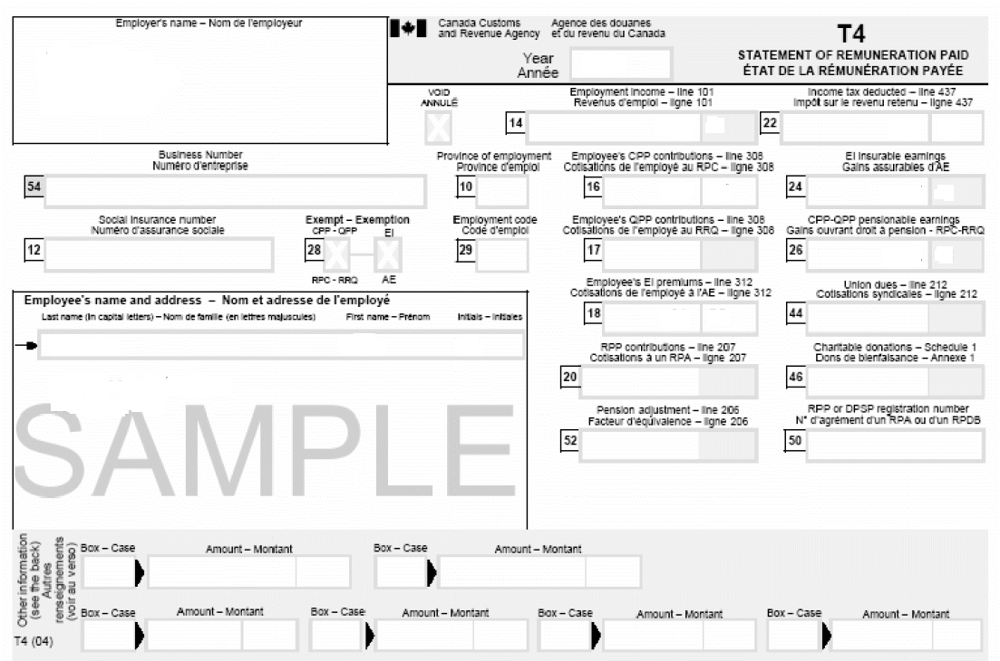 Employer's name – Nom de l'employeur
Canada Customs and Revenue Agency
Agence des douanes et du revenu du Canada
Year
Année
T4
STATEMENT OF REMUNERATION PAID
ÉTAT DE LA RÉMUNÉRATION PAYÉE
VOID
ANNULÉ
X
Employment income – line 101
Revenus d'emploi – ligne 101
14
Income tax deducted – line 437
Impôt sur le revenu retenu – ligne 437
22
Business Number
Numéro d'entreprise
54
Province of employment
Province d'emploi
10
Employee's CPP contributions – line 308
Cotisations de l'employé au RPC – ligne 308
16
EI insurable earnings
Gains assurables d'AE
24
Social insurance number
Numéro d'assurance sociale
12
Exempt – Exemption
CPP - QPP
EI
28
X
X
RPC - RRQ
AE
Employment code
Code d'emploi
29
Employee's QPP contributions – line 308
Cotisations de l'employé au RRQ – ligne 308
17
CPP-QPP pensionable earnings
Gains ouvrant droit à pension - RPC-RRQ
26
Employee's name and address – Nom et adresse de l'employé
Last name (in capital letters) – Nom de famille (en lettres majuscules)
First name – Prénom
Initials – Initiales
Employee's EI premiums – line 312
Cotisations de l'employé à l'AE – ligne 312
18
Union dues – line 212
Cotisations syndicales – ligne 212
44
RPP contributions – line 207
Cotisations à un RPA – ligne 207
20
Charitable donations – Schedule 1
Dons de bienfaisance – Annexe 1
46
Pension adjustment – line 206
Facteur d'équivalence – ligne 206
52
RPP or DPSP registration number
N° d'agrément d'un RPA ou d'un RPDB
50
SAMPLE
Other information
(see the back)
Autres
renseignements
(voir au verso)
Box – Case
Amount – Montant
Box – Case
Amount – Montant
Box – Case
Amount – Montant
Box – Case
Amount – Montant
Box – Case
Amount – Montant
Box – Case
Amount – Montant
T4 (04)